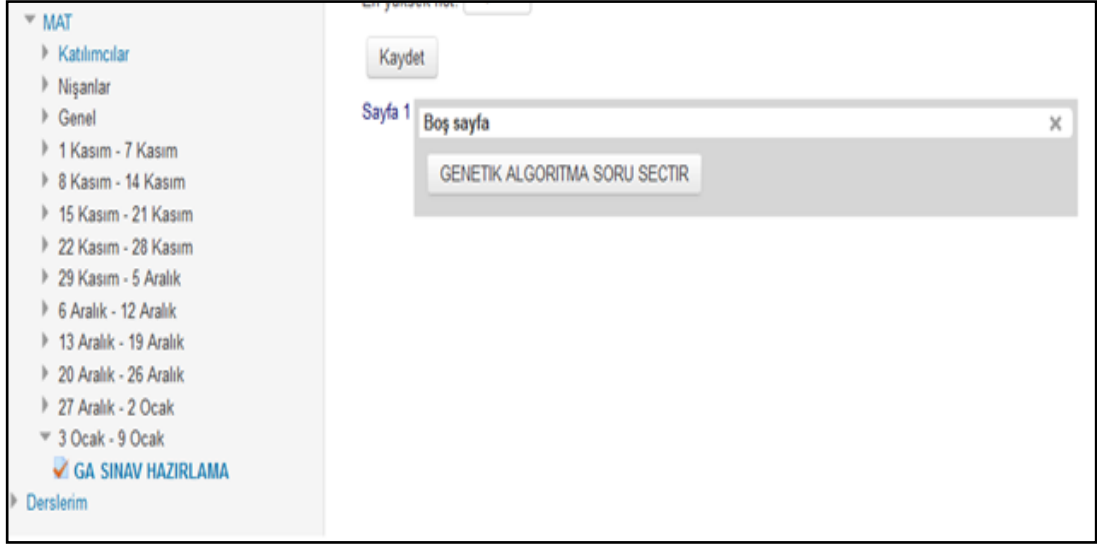 MAT
Katılımcılar
Nişanlar
Genel
1 Kasım - 7 Kasım
8 Kasım - 14 Kasım
15 Kasım - 21 Kasım
22 Kasım - 28 Kasım
29 Kasım - 5 Aralık
6 Aralık - 12 Aralık
13 Aralık - 19 Aralık
20 Aralık - 26 Aralık
27 Aralık - 2 Ocak
3 Ocak - 9 Ocak
GA SINAV HAZIRLAMA
Derslerim
En yüksek not:
Kaydet
Sayfa 1
Boş sayfa
GENETIK ALGORITMA SORU SECTIR